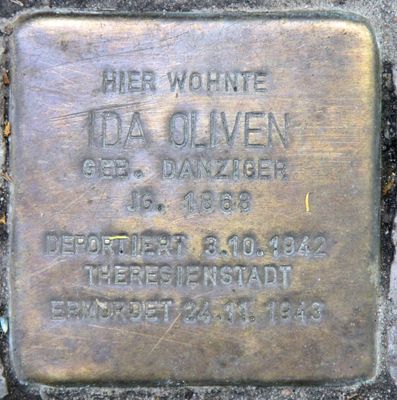 HIER WOHNTE
IDA OLIVEN
GEB. DANZIGER
JG. 1868
DEPORTIERT 3.10.1942
THERESIENSTADT
ERMORDET 24.11.1943